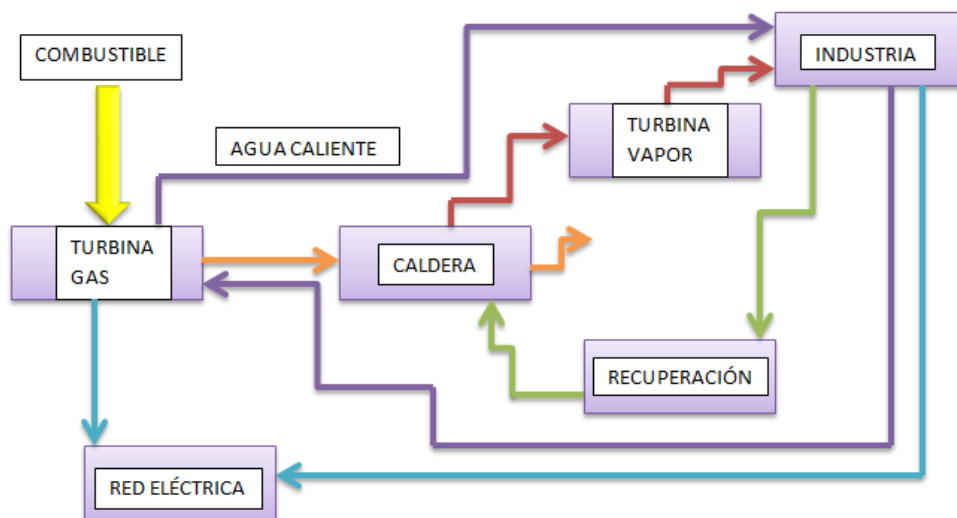 COMBUSTIBLE
INDUSTRIA
TURBINA
VAPOR
AGUA CALIENTE
TURBINA
GAS
CALDERA
RECUPERACIÓN
RED ELÉCTRICA